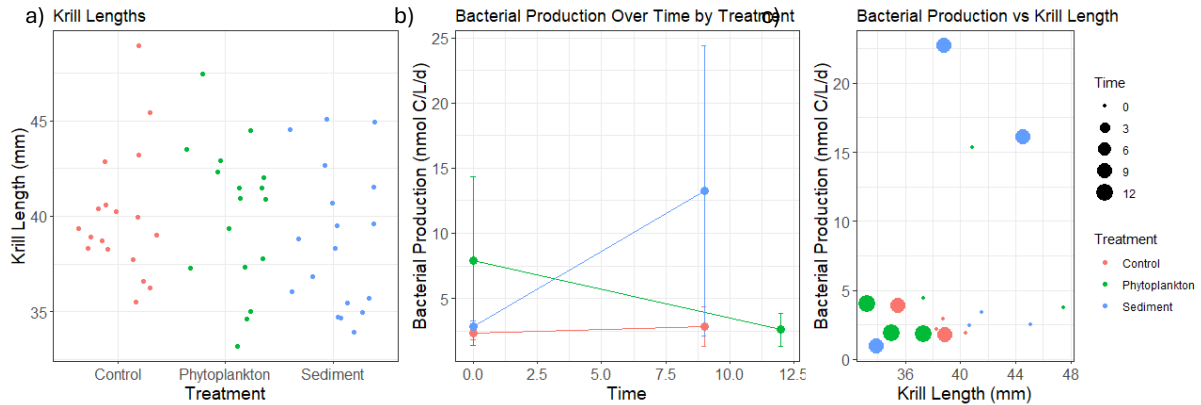 a) Krill Lengths
Krill Length (mm)
45
40
35
Control Phytoplankton Sediment
Treatment
b) Bacterial Production Over Time by Treatment
Bacterial Production (nmol C/L/d)
25
20
15
10
5
0.0 2.5 5.0 7.5 10.0 12.5
Time
c) Bacterial Production vs Krill Length
Bacterial Production (nmol C/L/d)
20
15
10
5
0
36 40 44 48
Krill Length (mm)
Time
0
3
6
9
12
Treatment
Control
Phytoplankton
Sediment